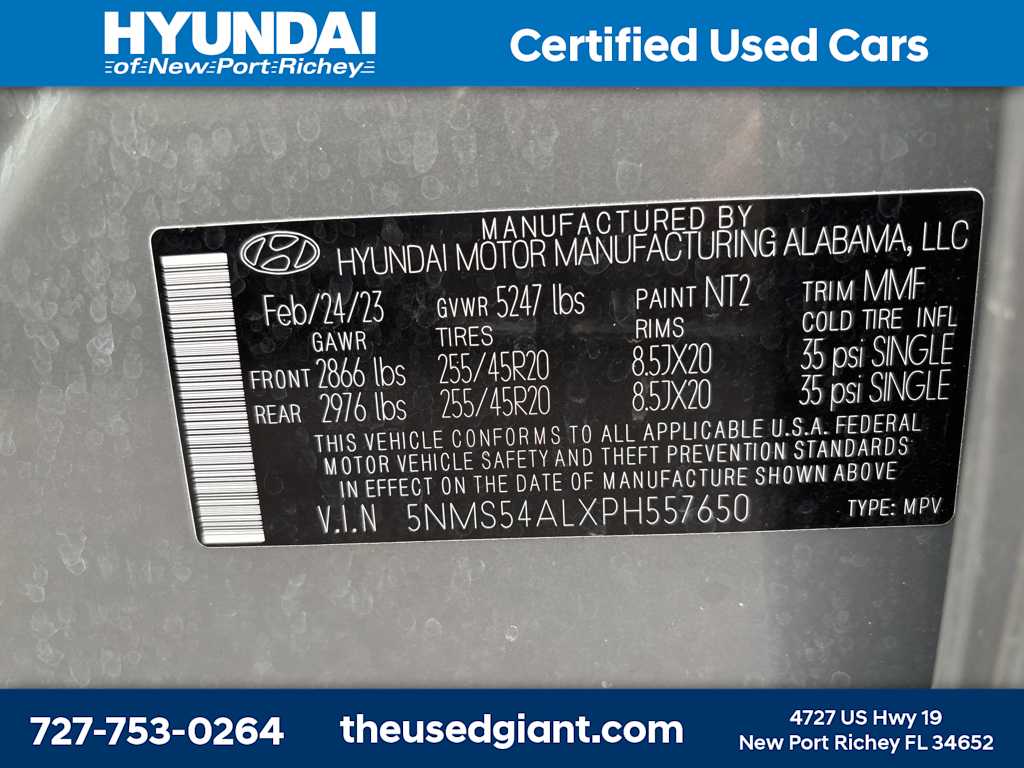 HYUNDAI
of New Port Richey
Certified Used Cars
MANUFACTURED BY
HYUNDAI MOTOR MANUFACTURING ALABAMA, LLC
Feb/24/23 GVWR 5247 lbs PAINT NT2 TRIM MMF
GAWR TIRES RIMS COLD TIRE INFL
FRONT 2866 lbs 255/45R20 8.5JX20 35 psi SINGLE
REAR 2976 lbs 255/45R20 8.5JX20 35 psi SINGLE
THIS VEHICLE CONFORMS TO ALL APPLICABLE U.S.A. FEDERAL
MOTOR VEHICLE SAFETY AND THEFT PREVENTION STANDARDS
IN EFFECT ON THE DATE OF MANUFACTURE SHOWN ABOVE
V.I.N 5NMS54ALXPH557650 TYPE: MPV
727-753-0264
theusedgiant.com
4727 US Hwy 19
New Port Richey FL 34652